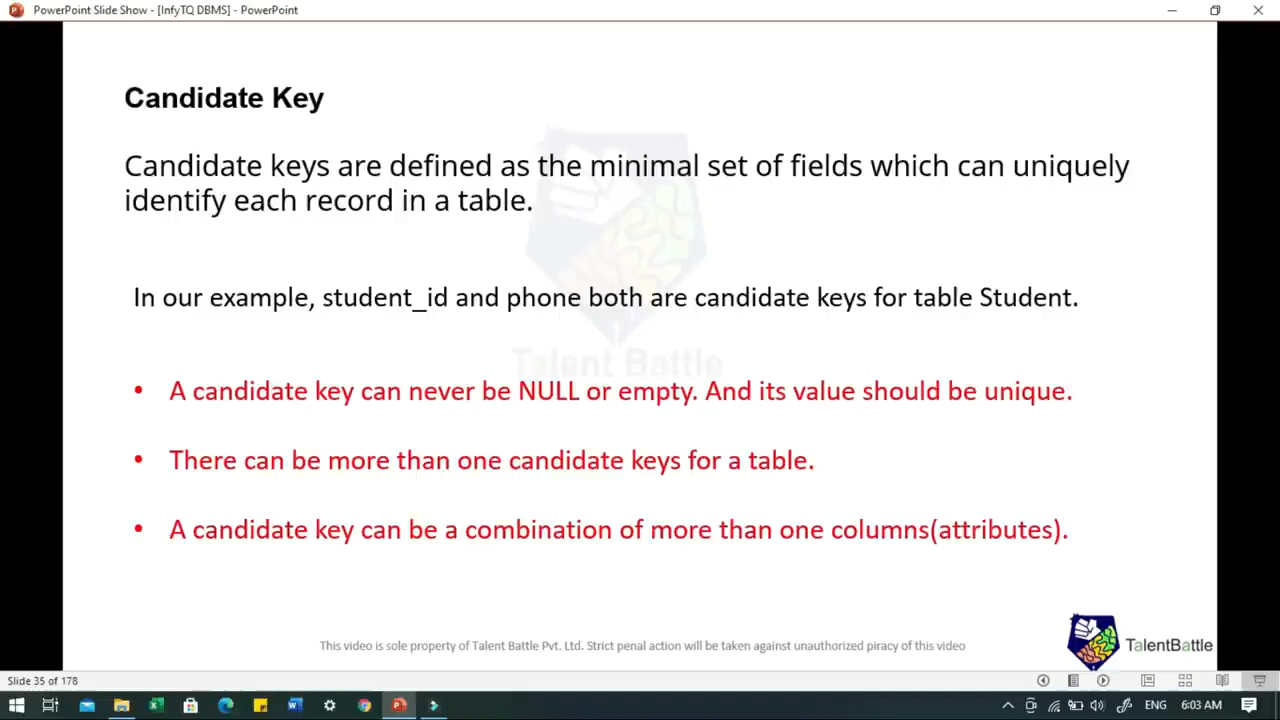 PowerPoint Slide Show - [InfyTQ DBMS] - PowerPoint
Candidate Key
Candidate keys are defined as the minimal set of fields which can uniquely
identify each record in a table.
In our example, student_id and phone both are candidate keys for table Student.
Talent Battle
• A candidate key can never be NULL or empty. And its value should be unique.
• There can be more than one candidate keys for a table.
• A candidate key can be a combination of more than one columns(attributes).
This video is sole property of Talent Battle Pvt. Ltd. Strict penal action will be taken against unauthorized piracy of this video
TalentBattle
Slide 35 of 178
ENG 6:03 AM